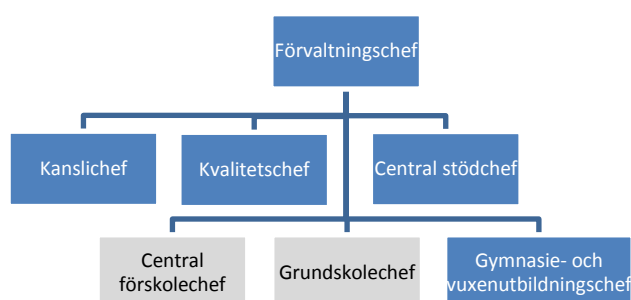 Förvaltningschef
Kanslichef
Kvalitetschef
Central stödchef
Central
förskolechef
Grundskolechef
Gymnasie- och
vuxenutbildningschef